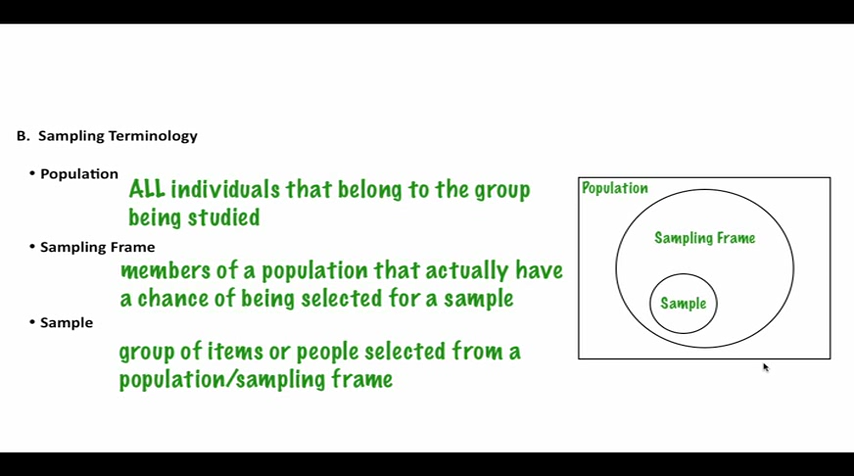 B. Sampling Terminology
• Population
ALL individuals that belong to the group
being studied
• Sampling Frame
members of a population that actually have
a chance of being selected for a sample
• Sample
group of items or people selected from a
population/sampling frame
Population
Sampling Frame
Sample